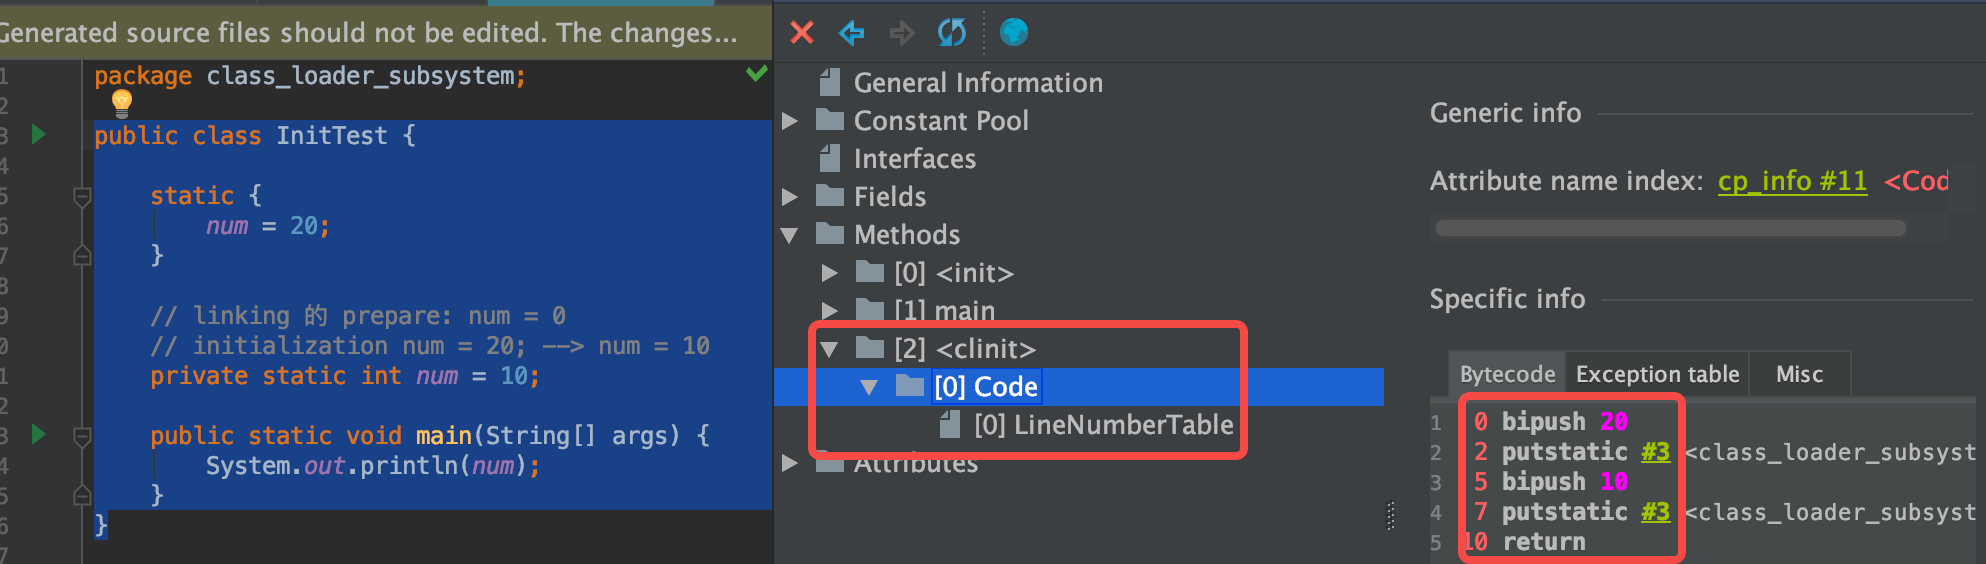 Generated source files should not be edited. The changes...
1 package class_loader_subsystem;
2
3 public class InitTest {
4
5 static {
6 num = 20;
7 }
8
9 // linking 的 prepare: num = 0
0 // initialization num = 20; --> num = 10
1 private static int num = 10;
2
3 public static void main(String[] args) {
4 System.out.println(num);
5 }
6 }
7
General Information
Constant Pool
Interfaces
Fields
Methods
[0] <init>
[1] main
[2] <clinit>
[0] Code
[0] LineNumberTable
Attributes
Generic info
Attribute name index: cp_info #11 <Cod
Specific info
Bytecode Exception table Misc
1 0 bipush 20
2 2 putstatic #3 <class_loader_subsyst
3 5 bipush 10
4 7 putstatic #3 <class_loader_subsyst
5 10 return